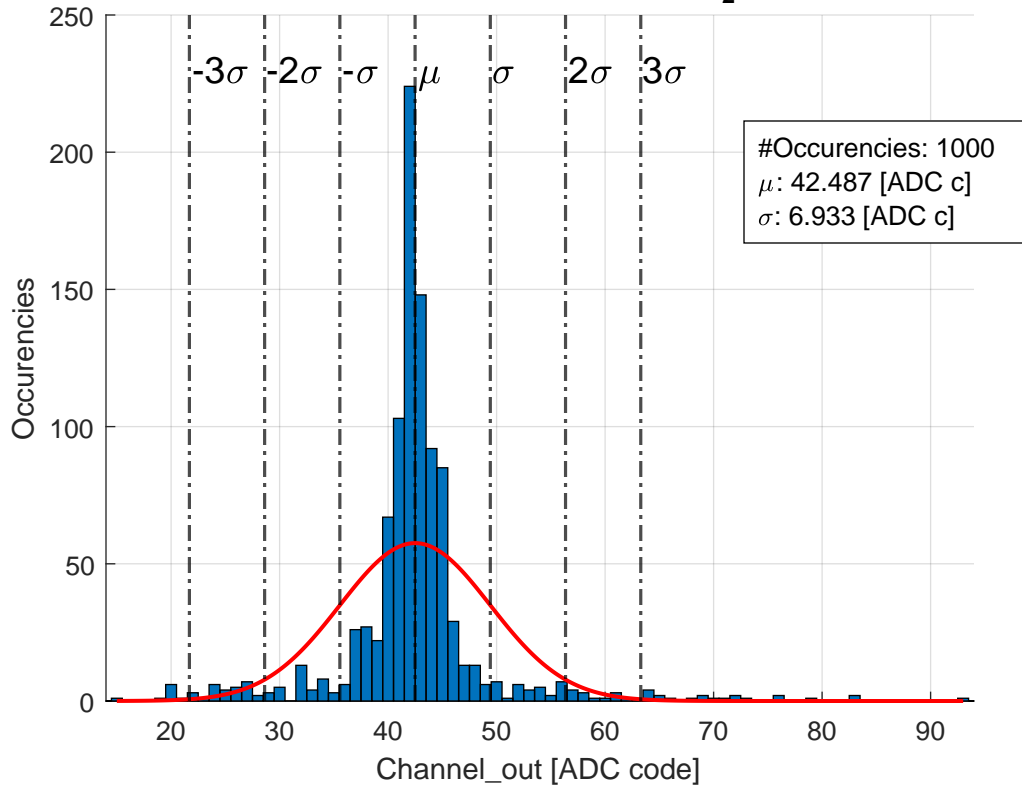 2
250
200
150
100
50
0
-3σ -2σ -σ μ σ 2σ 3σ
#Occurencies: 1000
μ: 42.487 [ADC c]
σ: 6.933 [ADC c]
Occurencies
20 30 40 50 60 70 80 90
Channel_out [ADC code]